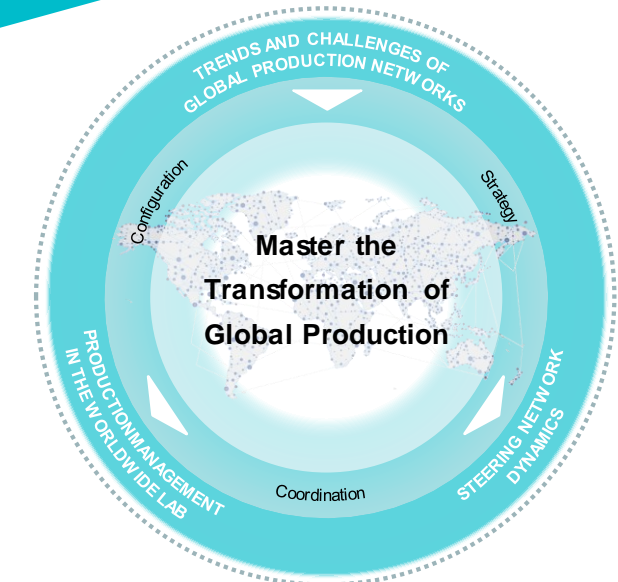 TRENDS AND CHALLENGES OF
GLOBAL PRODUCTION NETWORKS
Configuration
Strategy
Master the
Transformation of
Global Production
PRODUCTIONMANAGEMENT
IN THE WORLDWIDE LAB
STEERING NETWORK
DYNAMICS
Coordination